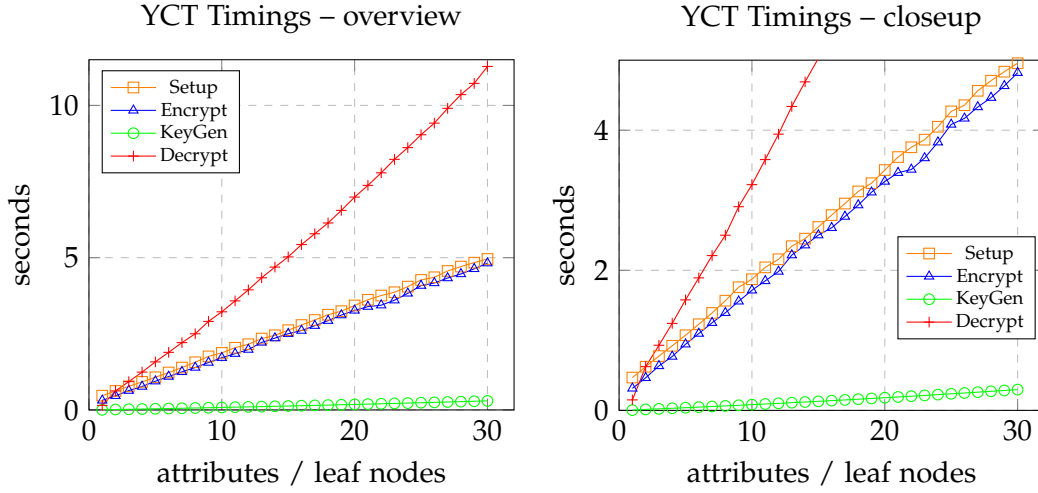 YCT Timings – overview
Setup
Encrypt
KeyGen
Decrypt
10
5
0
0
10
20
30
seconds
attributes / leaf nodes
YCT Timings – closeup
4
2
0
Setup
Encrypt
KeyGen
Decrypt
0
10
20
30
seconds
attributes / leaf nodes